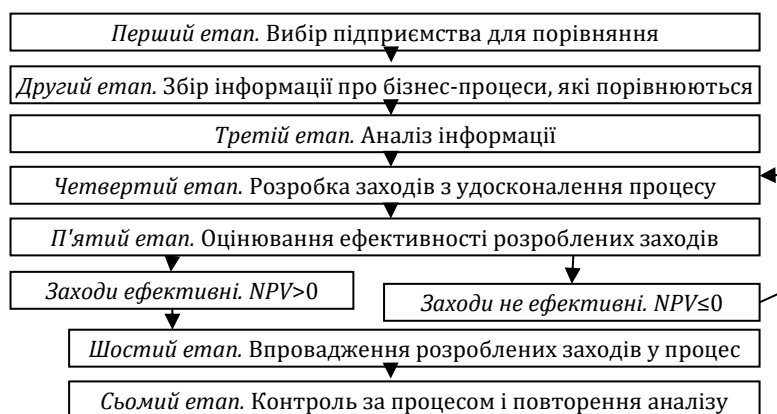 Перший етап. Вибір підприємства для порівняння
Другий етап. Збір інформації про бізнес-процеси, які порівнюються
Третій етап. Аналіз інформації
Четвертий етап. Розробка заходів з удосконалення процесу
П'ятий етап. Оцінювання ефективності розроблених заходів
Заходи ефективні. NPV>0
Заходи не ефективні. NPV≤0
Шостий етап. Впровадження розроблених заходів у процес
Сьомий етап. Контроль за процесом і повторення аналізу